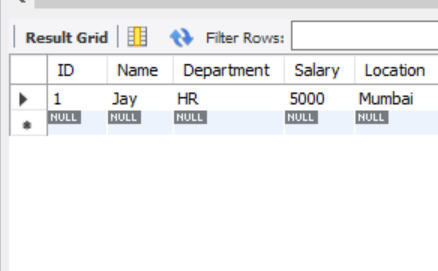 Result Grid Filter Rows:
ID Name Department Salary Location
1 Jay HR 5000 Mumbai
NULL NULL NULL NULL NULL